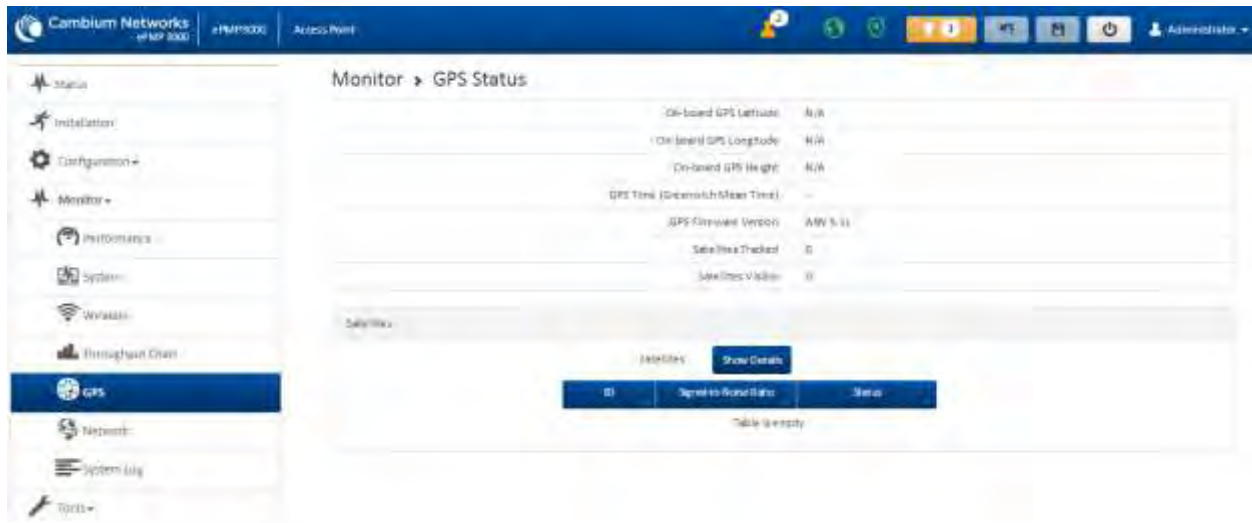 Cambium Networks
ePMP 3000
ePMP3000
Access Point
2
Administrator
Status
Installation
Configuration
Monitor
Performance
System
Wireless
Throughput Chart
GPS
Network
System Log
Tools
Monitor > GPS Status
On-board GPS Latitude N/A
On-board GPS Longitude N/A
On-board GPS Height N/A
GPS Time (Greenwich Mean Time) --
GPS Firmware Version
Satellites Tracked 0
Satellites Visible 0
Satellites
Satellites Show Details
ID Signal-to-Noise Ratio Status
Table is empty